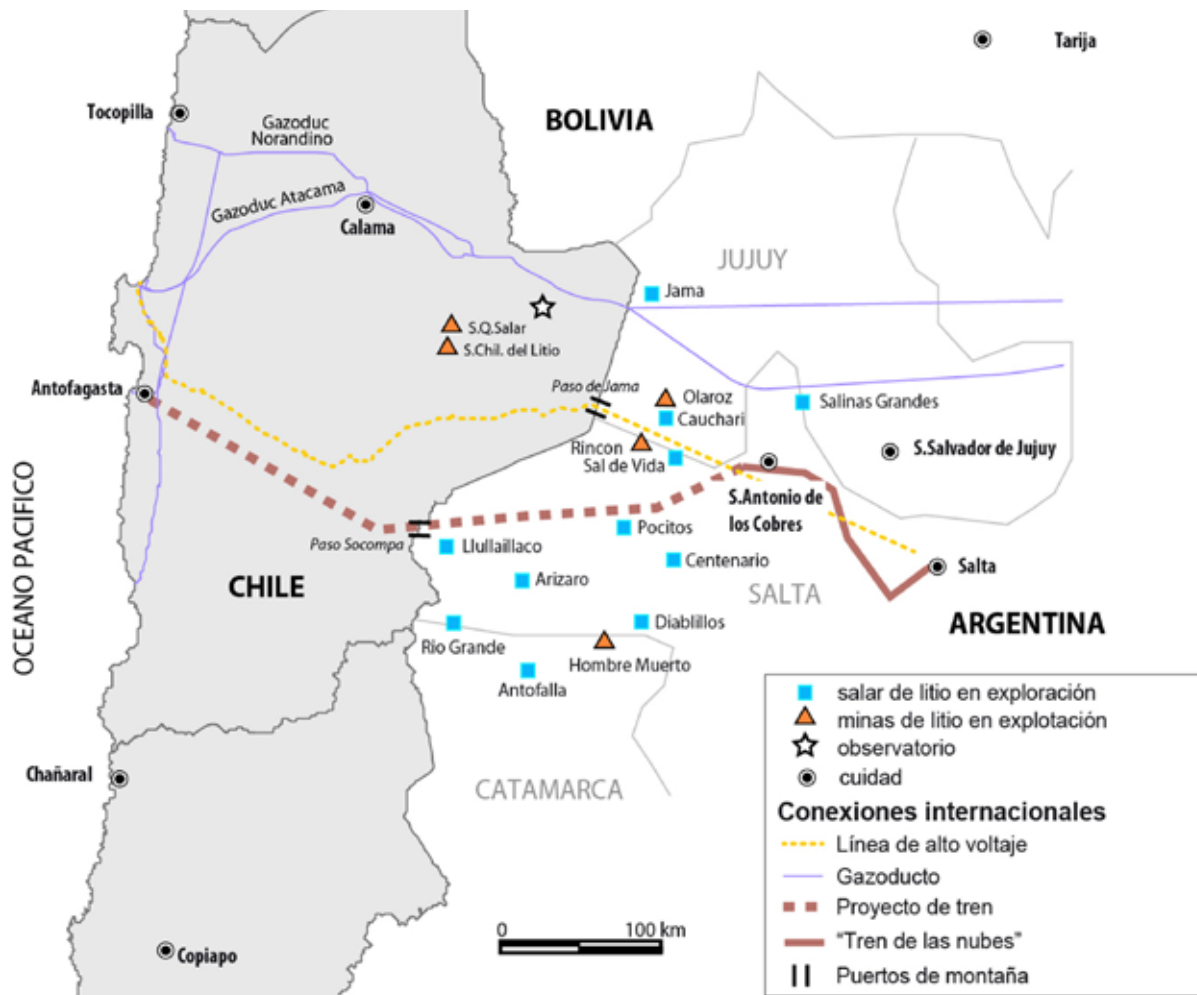 Tarija
BOLIVIA
Tocopilla
Gazoduc
Norandino
Gazoduc Atacama
Calama
JUJUY
Jama
S.Q.Salar
S.Chil. del Litio
Antofagasta
Paso de Jama
Olaroz
Cauchari
Salinas Grandes
Rincon
Sal de Vida
S.Salvador de Jujuy
S.Antonio de
los Cobres
OCEANO PACIFICO
Paso Socompa
Pocitos
Llullaillaco
Centenario
Salta
CHILE
Arizaro
SALTA
ARGENTINA
Diablillos
Rio Grande
Hombre Muerto
Antofalla
Chañaral
CATAMARCA
Copiapo
0 100 km
salar de litio en exploración
minas de litio en explotación
observatorio
cuidad
Conexiones internacionales
Línea de alto voltaje
Gazoducto
Proyecto de tren
“Tren de las nubes”
Puertos de montaña